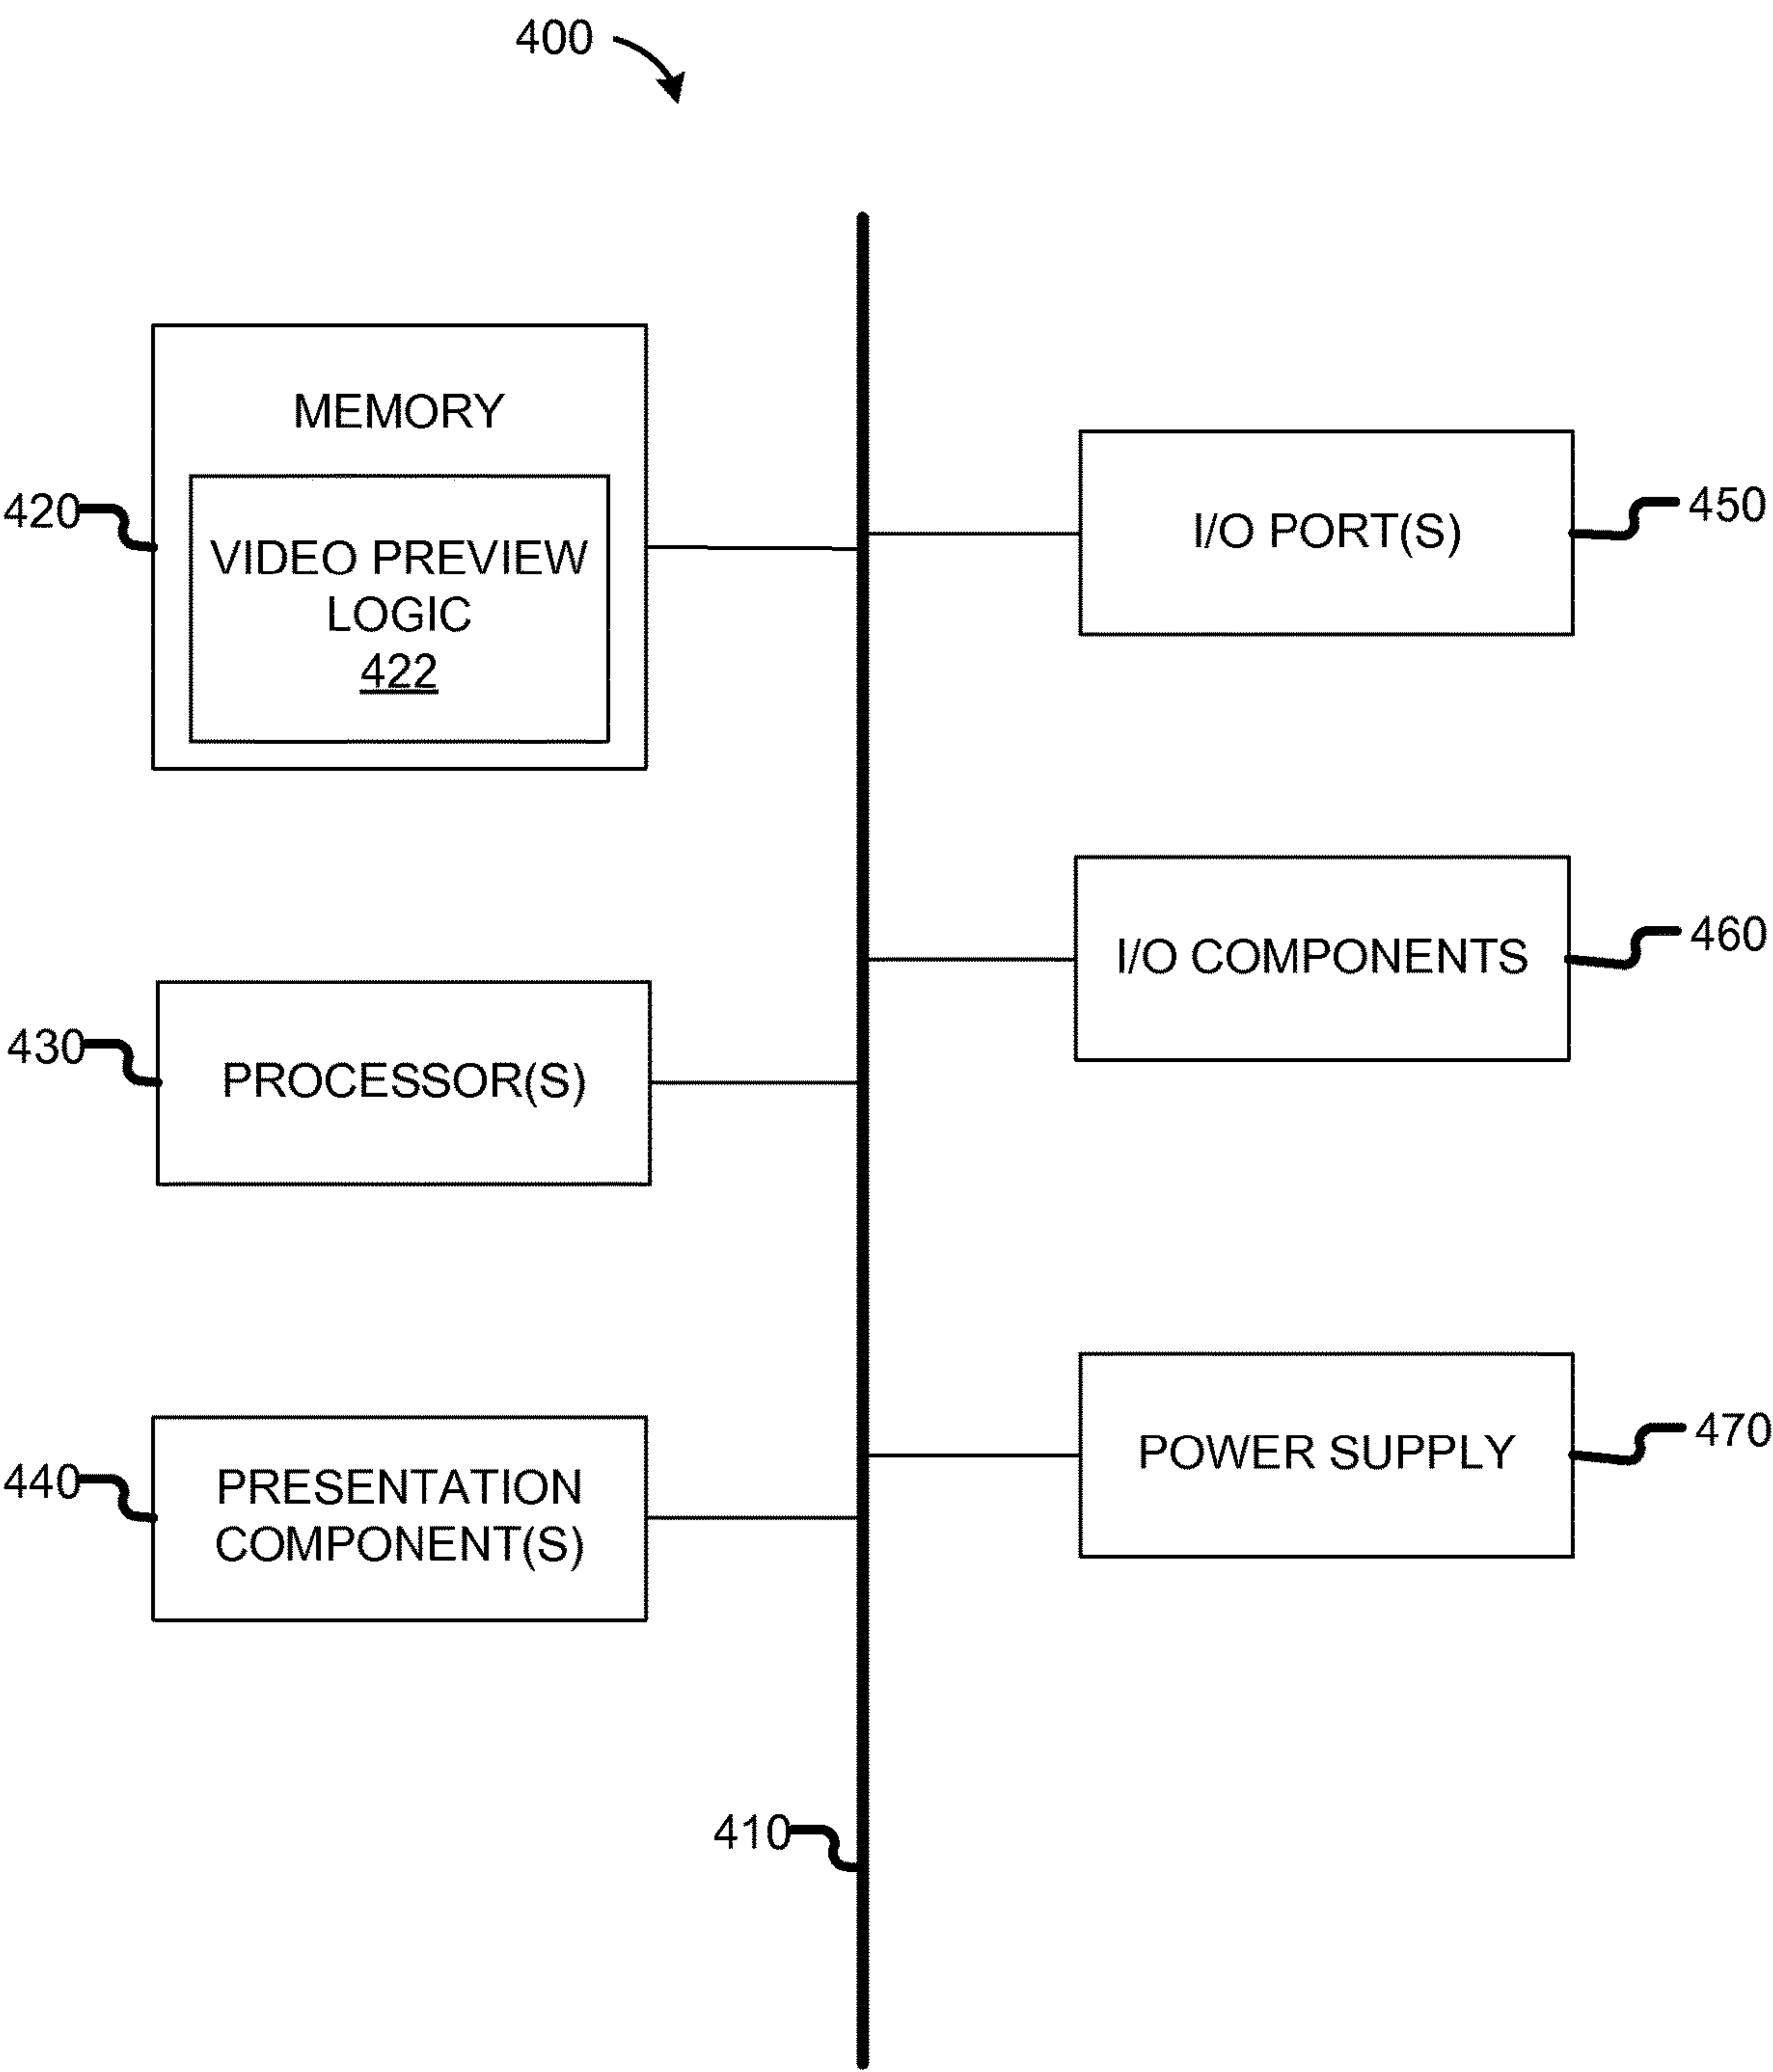 400
MEMORY
420
VIDEO PREVIEW
LOGIC
422
430
PROCESSOR(S)
440
PRESENTATION
COMPONENT(S)
410
I/O PORT(S)
450
I/O COMPONENTS
460
POWER SUPPLY
470